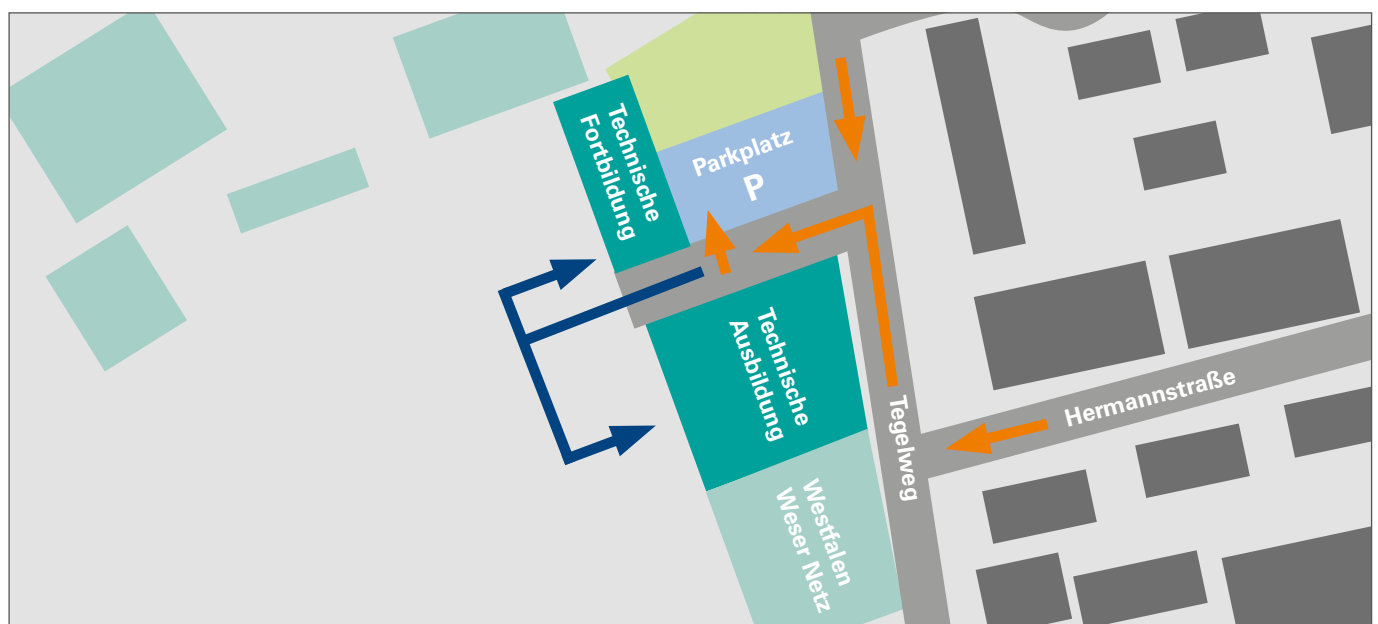 Technische
Fortbildung
Parkplatz
P
Technische
Ausbildung
Hermannstraße
Tegelweg
Westfalen
Weser Netz